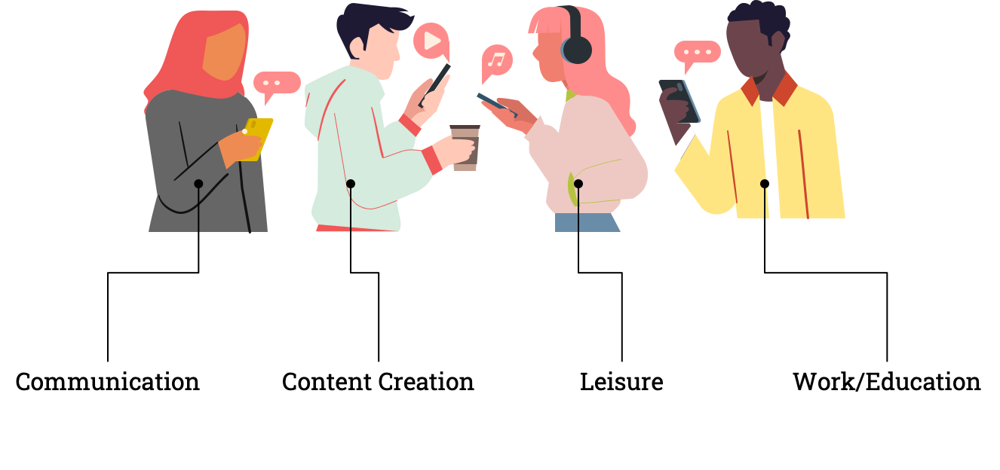 Communication
Content Creation
Leisure
Work/Education